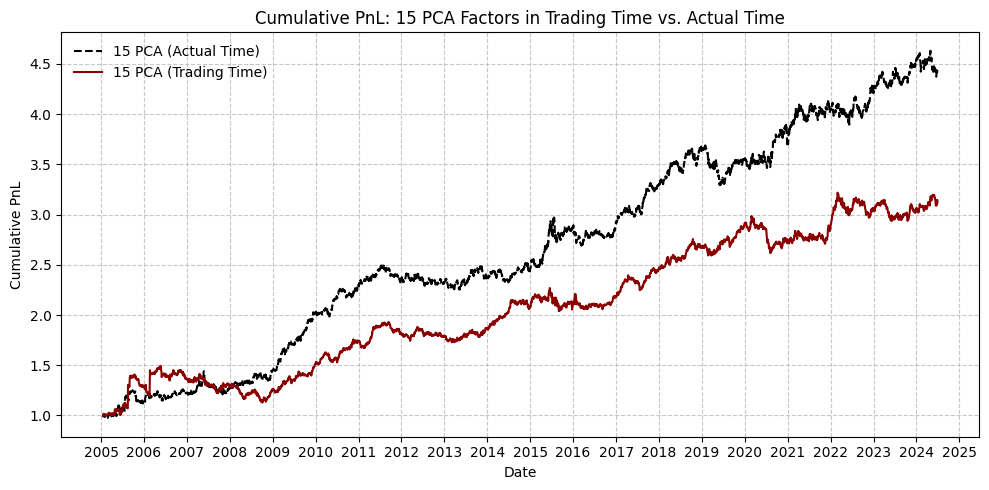 Cumulative PnL: 15 PCA Factors in Trading Time vs. Actual Time
15 PCA (Actual Time)
15 PCA (Trading Time)
Cumulative PnL
4.5
4.0
3.5
3.0
2.5
2.0
1.5
1.0
2005 2006 2007 2008 2009 2010 2011 2012 2013 2014 2015 2016 2017 2018 2019 2020 2021 2022 2023 2024 2025
Date